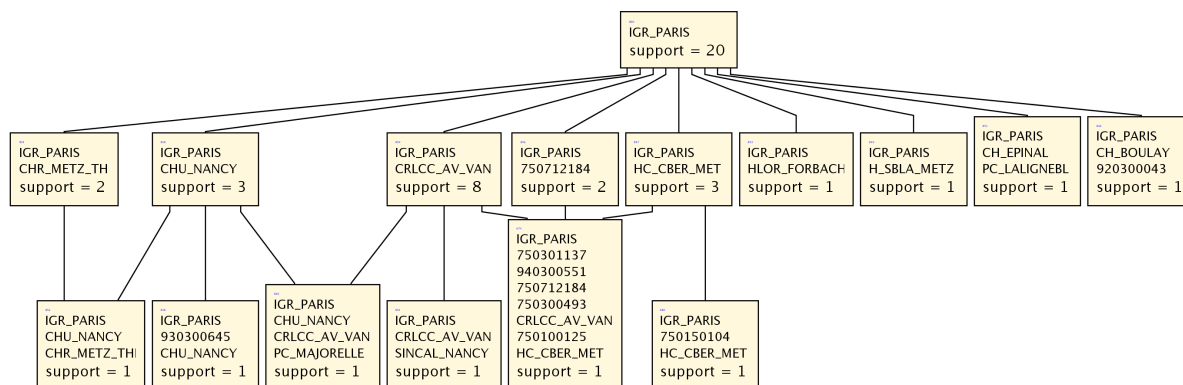 IGR_PARIS
support = 20
IGR_PARIS
CHR_METZ_TH
support = 2
IGR_PARIS
CHU_NANCY
support = 3
IGR_PARIS
CRLCC_AV_VAN
support = 8
IGR_PARIS
750712184
support = 2
IGR_PARIS
HC_CBER_MET
support = 3
IGR_PARIS
HLOR_FORBACH
support = 1
IGR_PARIS
H_SBLA_METZ
support = 1
IGR_PARIS
CH_EPINAL
PC_LALIGNEBL
support = 1
IGR_PARIS
CH_BOULAY
920300043
support = 1
IGR_PARIS
CHU_NANCY
CHR_METZ_THI
support = 1
IGR_PARIS
930300645
CHU_NANCY
support = 1
IGR_PARIS
CHU_NANCY
CRLCC_AV_VAN
PC_MAJORELLE
support = 1
IGR_PARIS
CRLCC_AV_VAN
SINCAL_NANCY
support = 1
IGR_PARIS
750301137
940300551
750712184
750300493
CRLCC_AV_VAN
750100125
HC_CBER_MET
support = 1
IGR_PARIS
750150104
HC_CBER_MET
support = 1